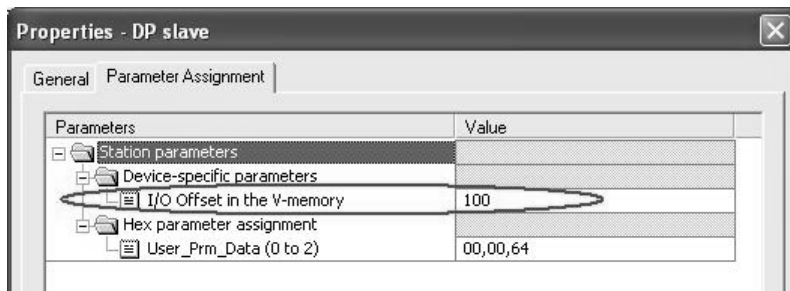 Properties - DP slave
General Parameter Assignment
Parameters Value
Station parameters
Device-specific parameters
I/O Offset in the V-memory 100
Hex parameter assignment
User_Prm_Data (0 to 2) 00,00,64